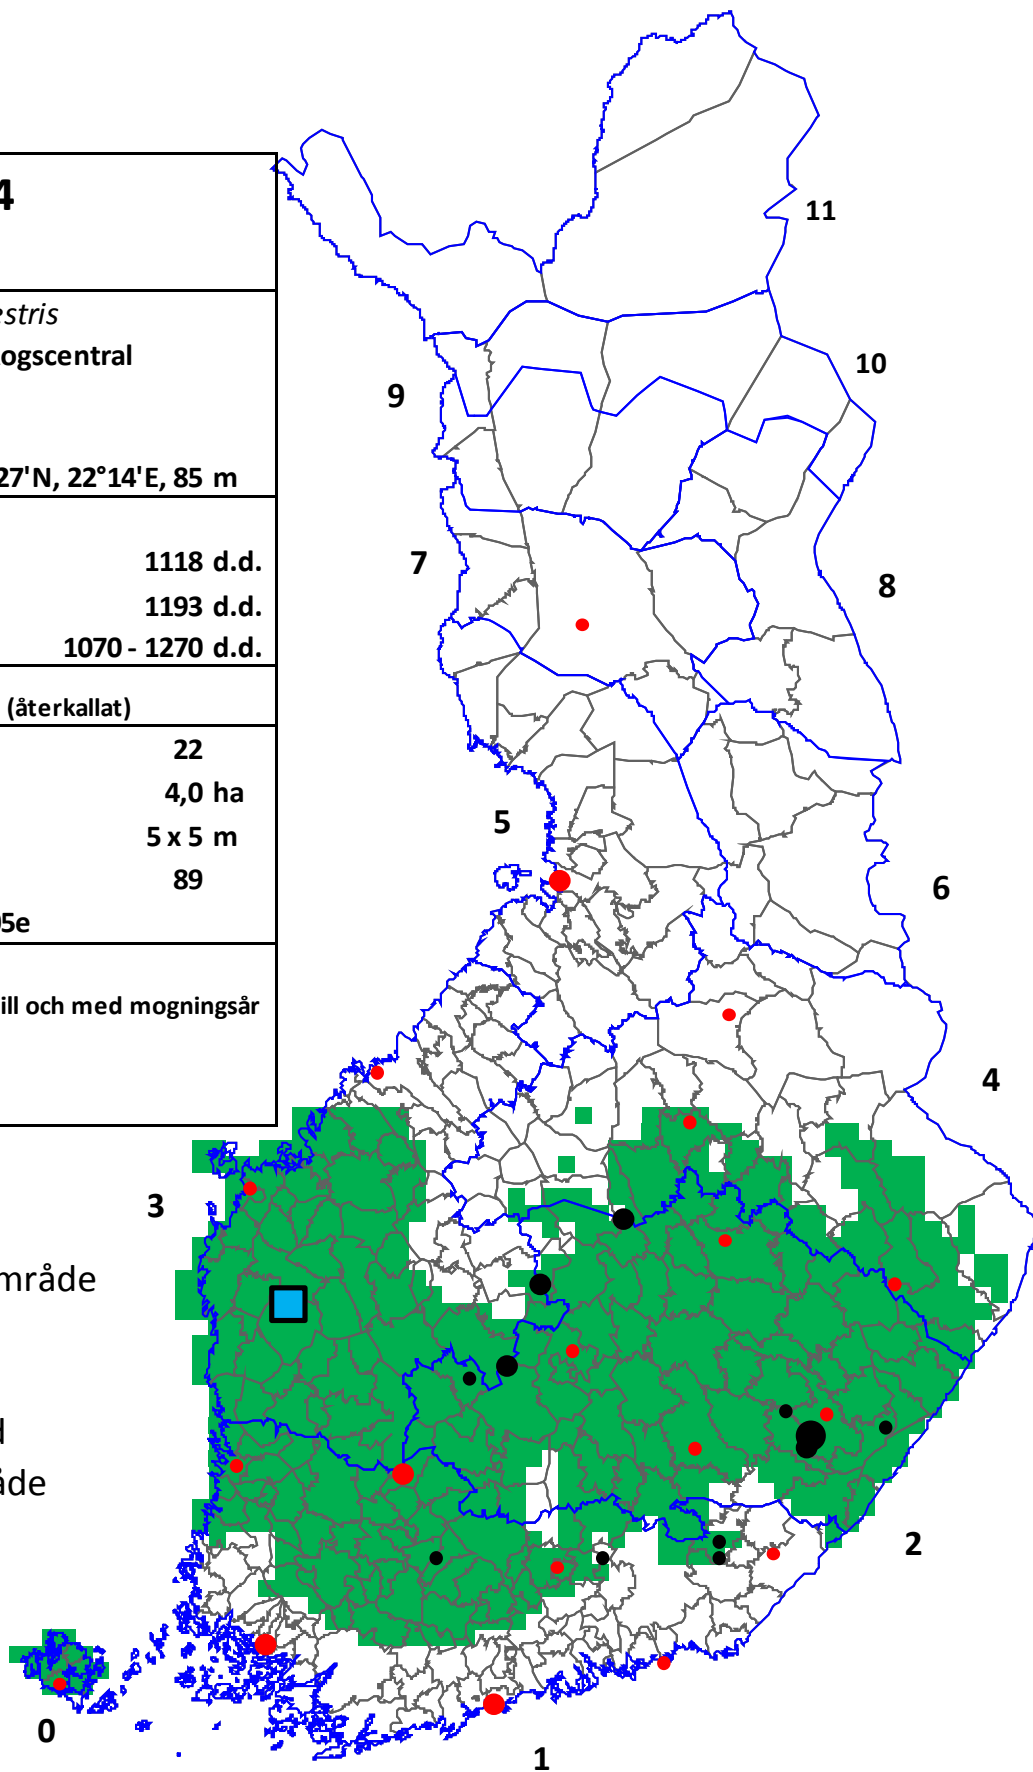 4
estris
ogscentral
27'N, 22°14'E, 85 m
1118 d.d.
1193 d.d.
1070 - 1270 d.d.
(återkallat)
22
4,0 ha
5 x 5 m
89
05e
ill och med mogningsår
område
d
åde
11
10
9
7
8
5
6
4
3
2
0
1